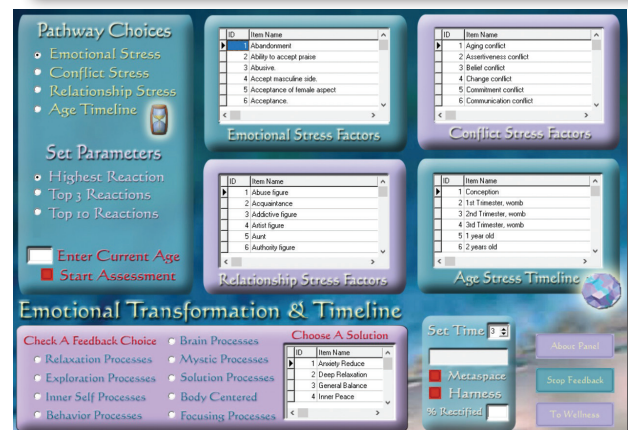 Pathway Choices
Emotional Stress
Conflict Stress
Relationship Stress
Age Timeline
Set Parameters
Highest Reaction
Top 3 Reactions
Top 10 Reactions
Enter Current Age
Start Assessment
ID Item Name
1 Abandonment
2 Ability to accept praise
3 Abusive.
4 Accept masculine side.
5 Acceptance of female aspect
6 Acceptance.
Emotional Stress Factors
ID Item Name
1 Aging conflict
2 Assertiveness conflict
3 Belief conflict
4 Change conflict
5 Commitment conflict
6 Communication conflict
Conflict Stress Factors
ID Item Name
1 Abuse figure
2 Acquaintance
3 Addictive figure
4 Artist figure
5 Aunt
6 Authority figure
Relationship Stress Factors
ID Item Name
1 Conception
2 1st Trimester, womb
3 2nd Trimester, womb
4 3rd Trimester, womb
5 1 year old
6 2 years old
Age Stress Timeline
Emotional Transformation & Timeline
Check A Feedback Choice
Relaxation Processes
Exploration Processes
Inner Self Processes
Behavior Processes
Brain Processes
Mystic Processes
Solution Processes
Body Centered
Focusing Processes
Choose A Solution
ID Item Name
1 Anxiety Reduce
2 Deep Relaxation
3 General Balance
4 Inner Peace
Set Time 3
Metaspace
Harness
% Rectified
About Panel
Stop Feedback
To Wellness